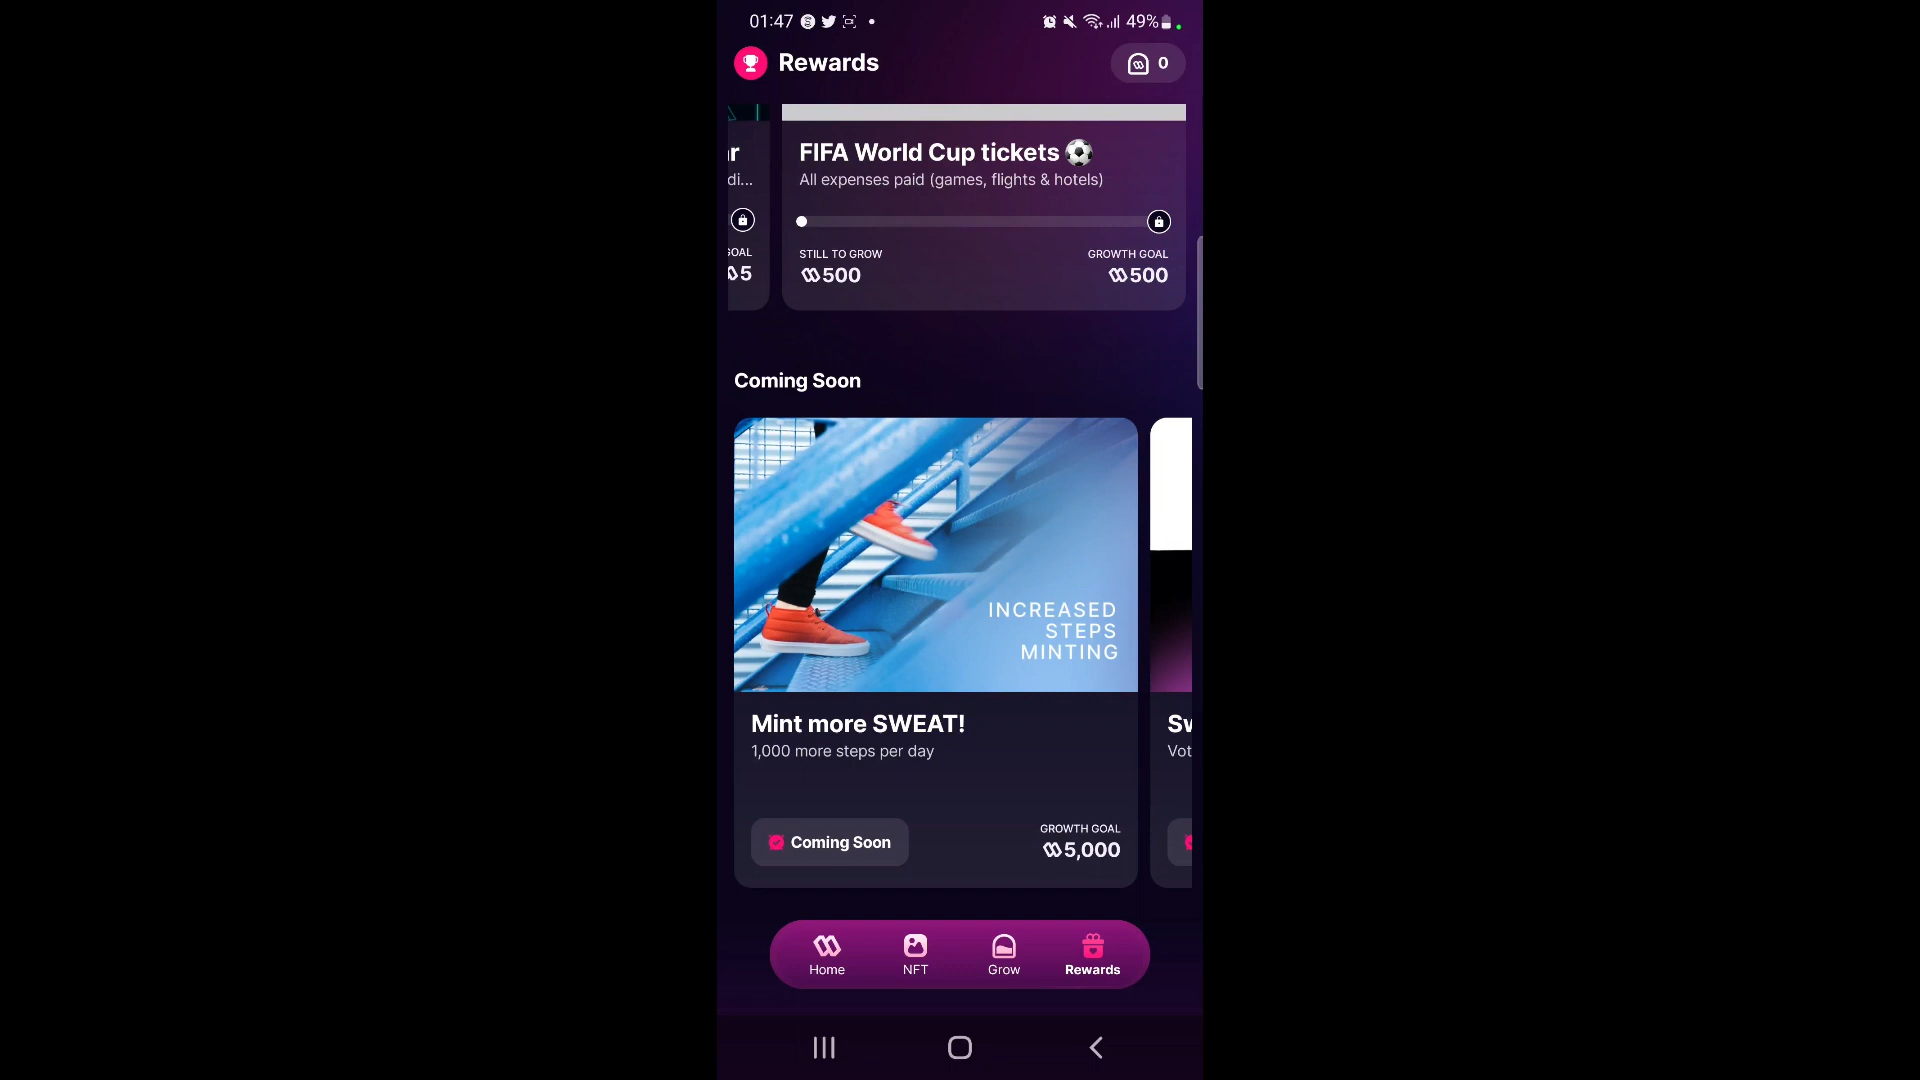 01:47
49%
Rewards
0
FIFA World Cup tickets
di...
All expenses paid (games, flights & hotels)
STILL TO GROW
GROWTH GOAL
5
500
500
Coming Soon
INCREASED
STEPS
MINTING
Mint more SWEAT!
1,000 more steps per day
Coming Soon
GROWTH GOAL
5,000
Home
NFT
Grow
Rewards